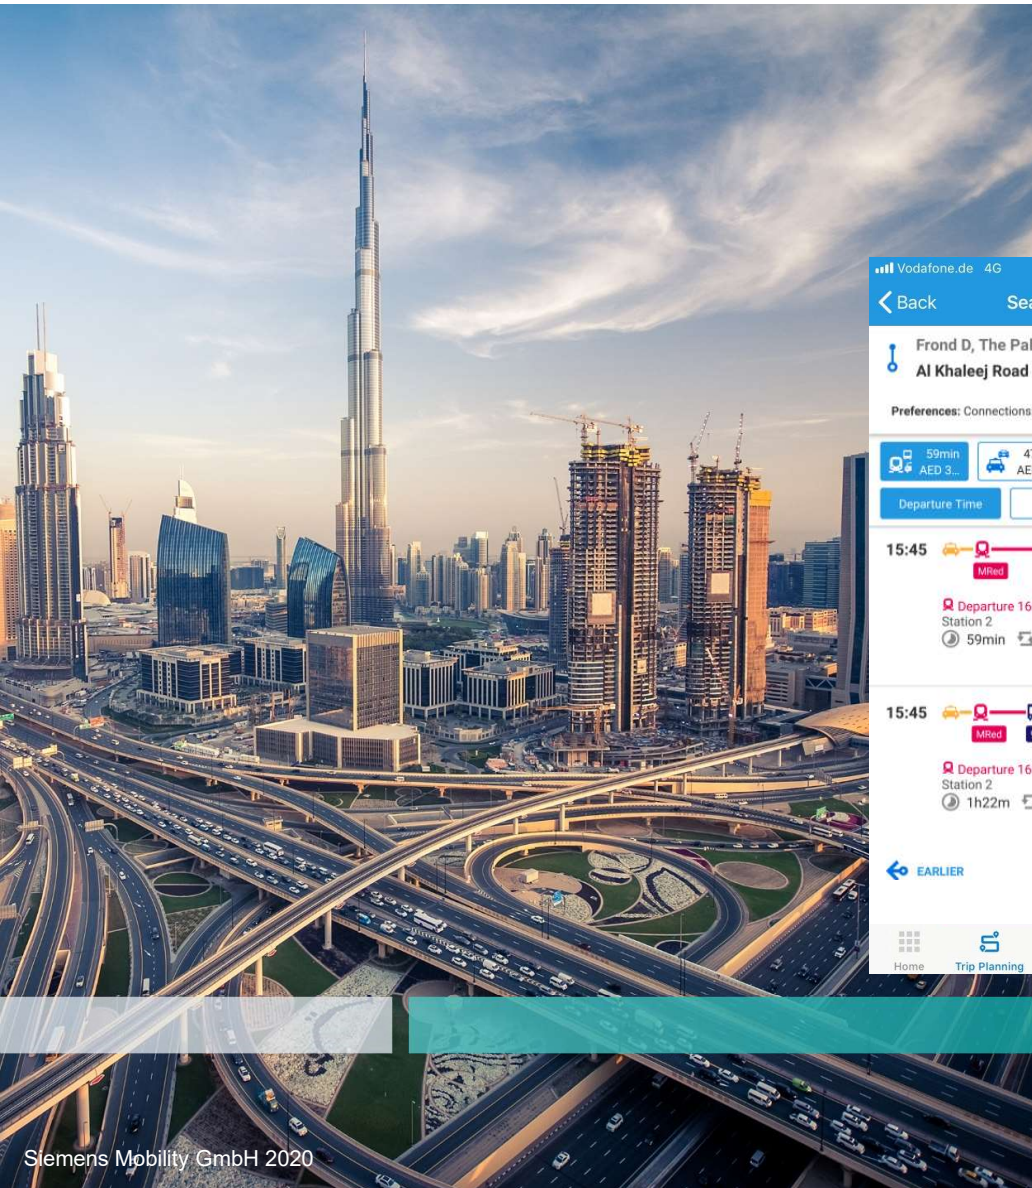 Vodafone.de 4G
Back
Frond D, The
Al Khaleej Road
Preferences: Connections
59min
AED 3...
Departure Time
15:45
MRed
Departure 16
Station 2
59min
15:45
MRed
Departure 16
Station 2
1h22m
EARLIER
Home Trip Planning
Siemens Mobility GmbH 2020